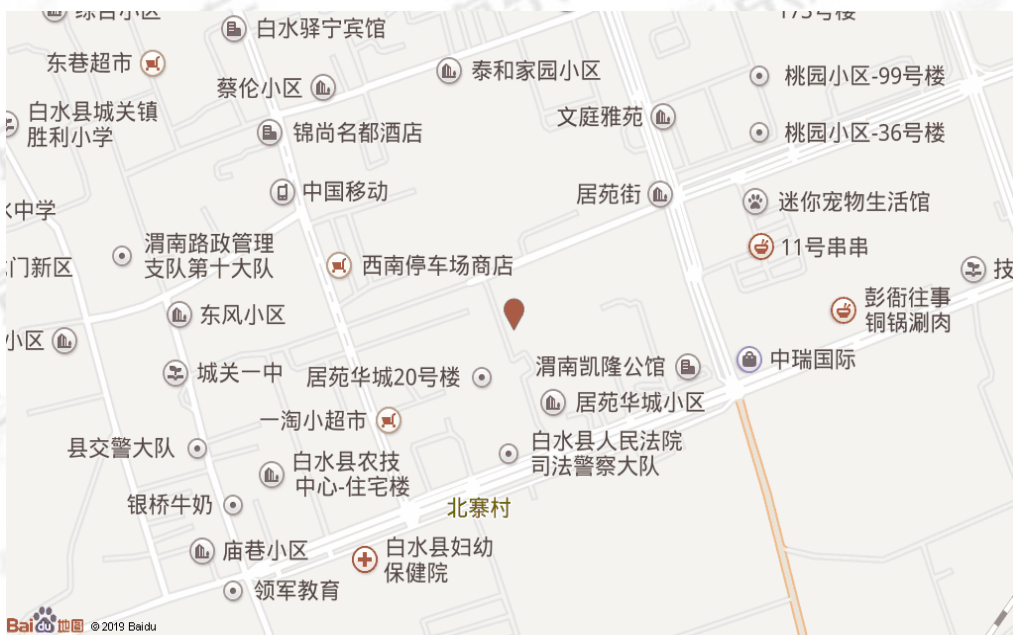 综合小区
白水驿宁宾馆
175号楼
东巷超市
蔡伦小区
泰和家园小区
桃园小区-99号楼
白水县城关镇
胜利小学
锦尚名都酒店
文庭雅苑
桃园小区-36号楼
水中学
中国移动
居苑街
迷你宠物生活馆
渭南路政管理
支队第十大队
门新区
西南停车场商店
11号串串
技
东风小区
彭衙往事
铜锅涮肉
小区
城关一中
居苑华城20号楼
渭南凯隆公馆
中瑞国际
一淘小超市
居苑华城小区
县交警大队
白水县农技
中心-住宅楼
白水县人民法院
司法警察大队
银桥牛奶
北寨村
庙巷小区
白水县妇幼
保健院
领军教育
Bai du 地图 © 2019 Baidu